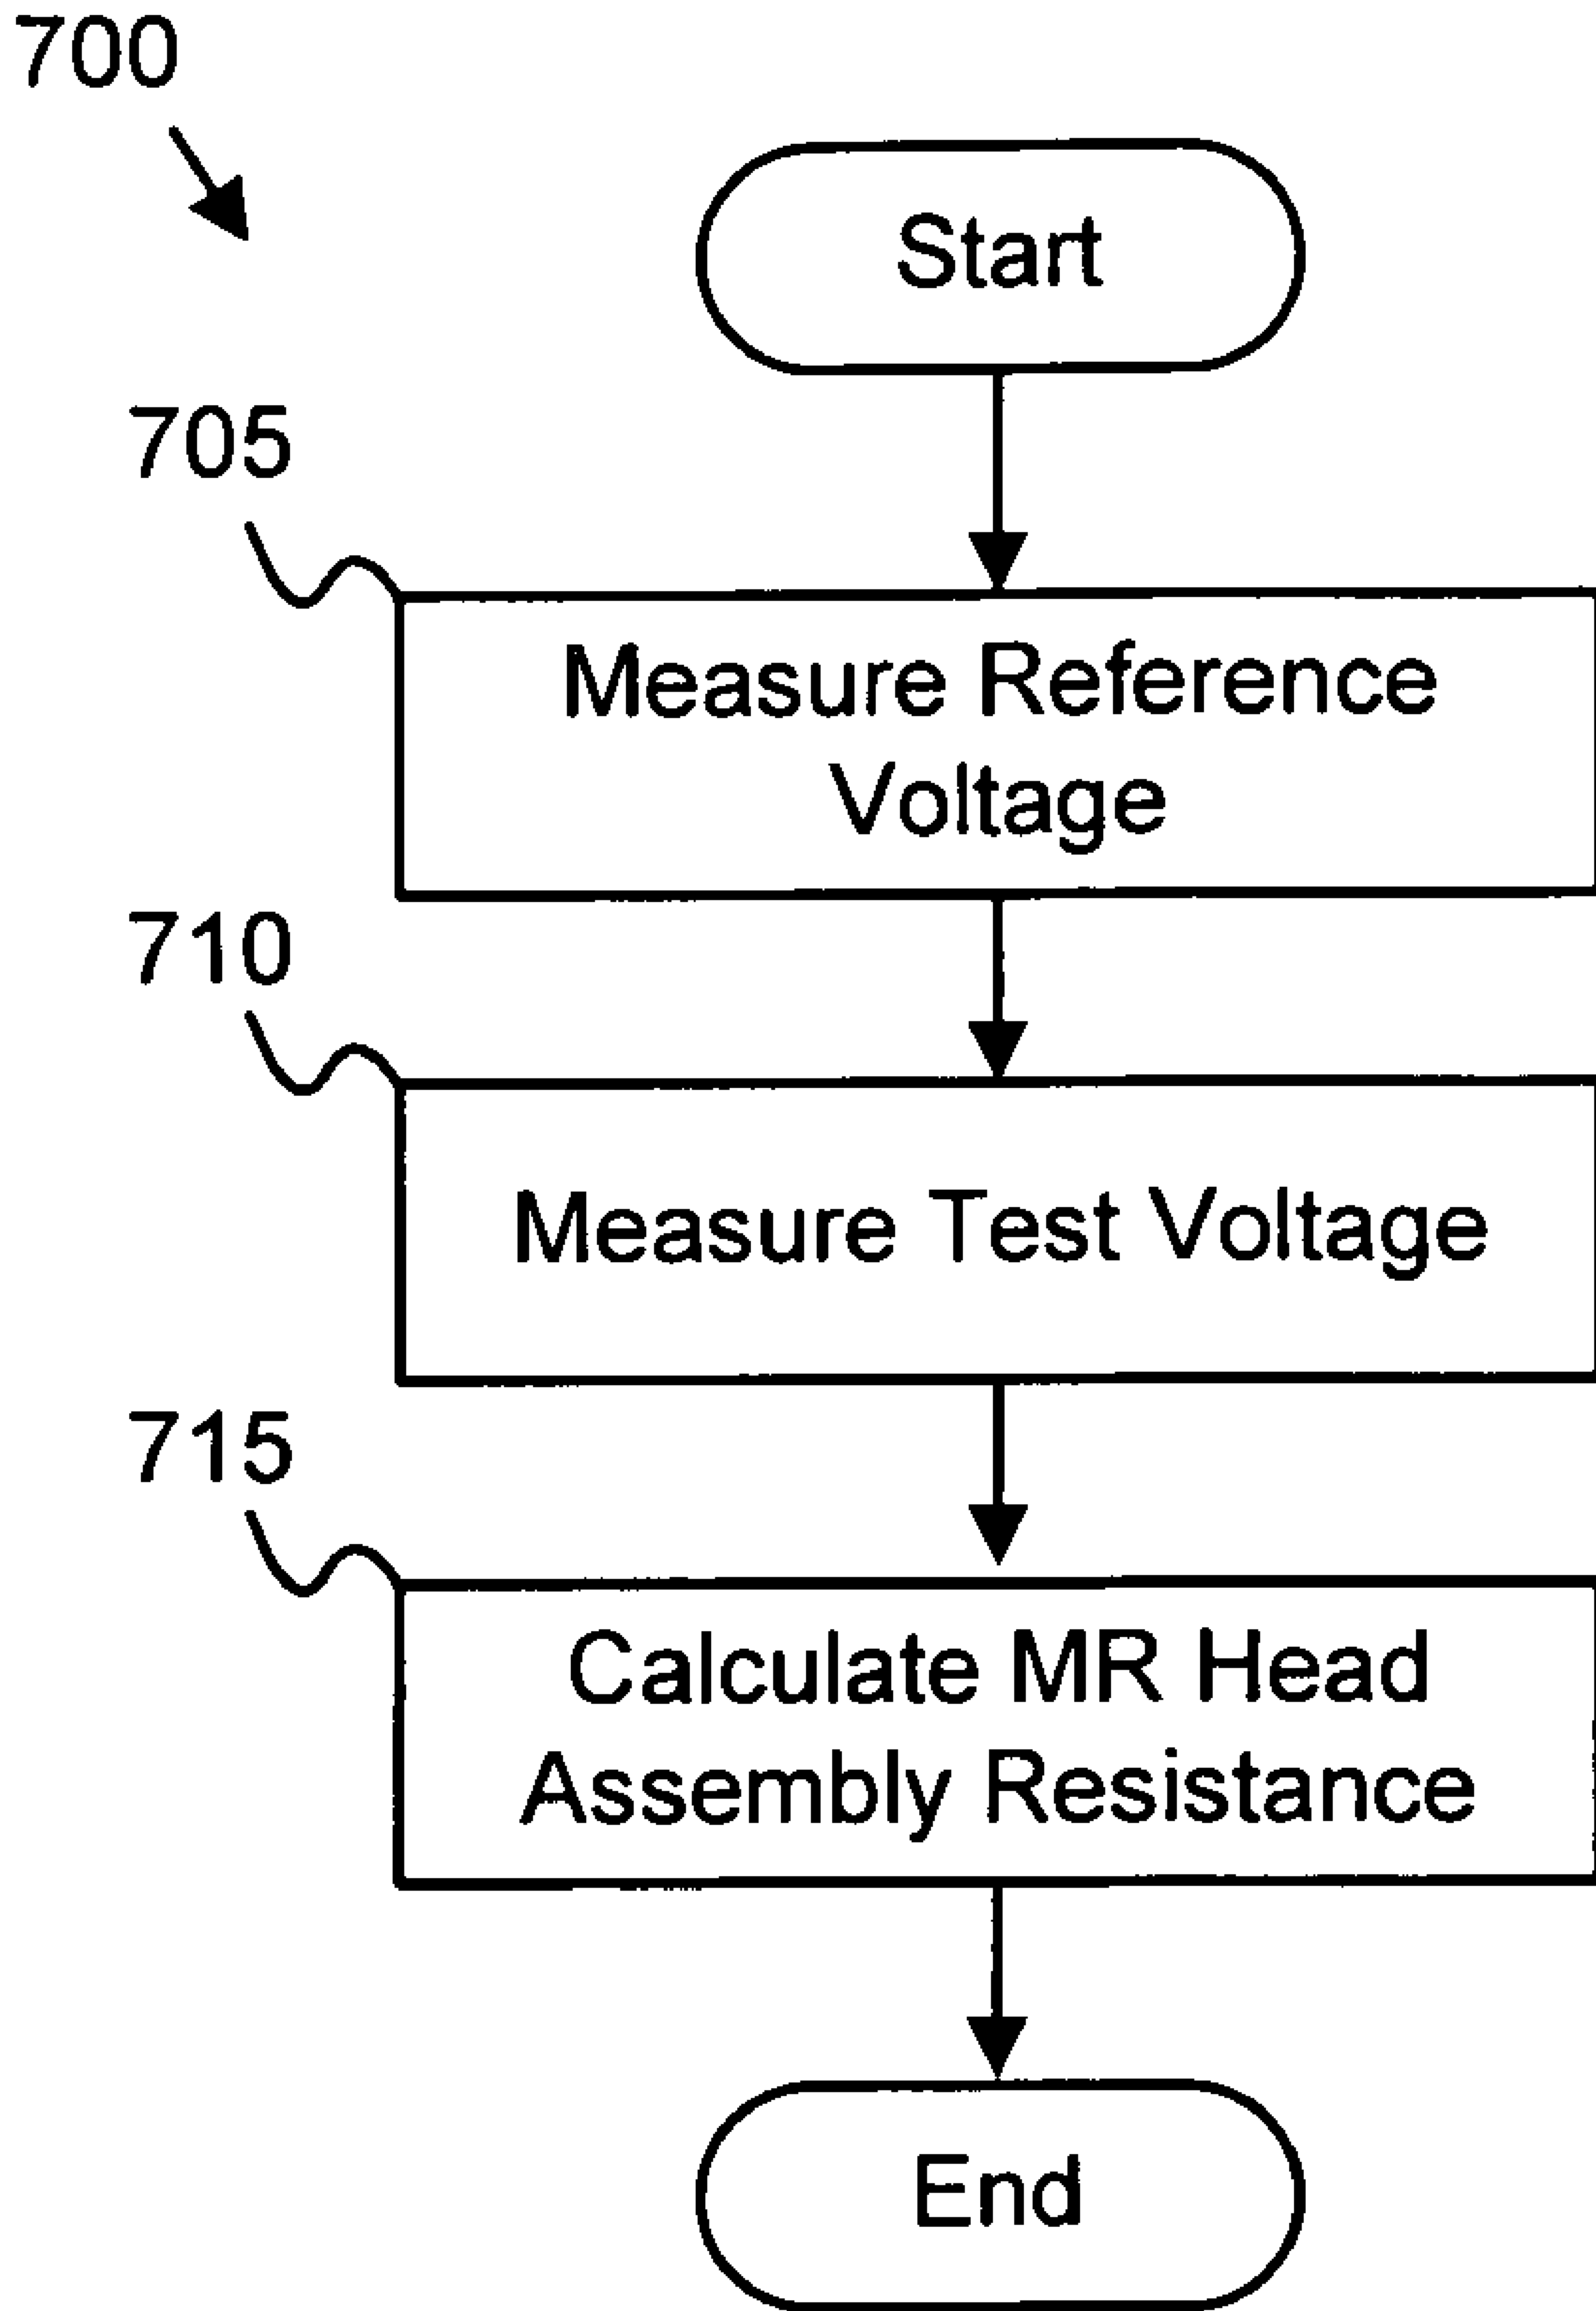 700
Start
705
Measure Reference
Voltage
710
Measure Test Voltage
715
Calculate MR Head
Assembly Resistance
End